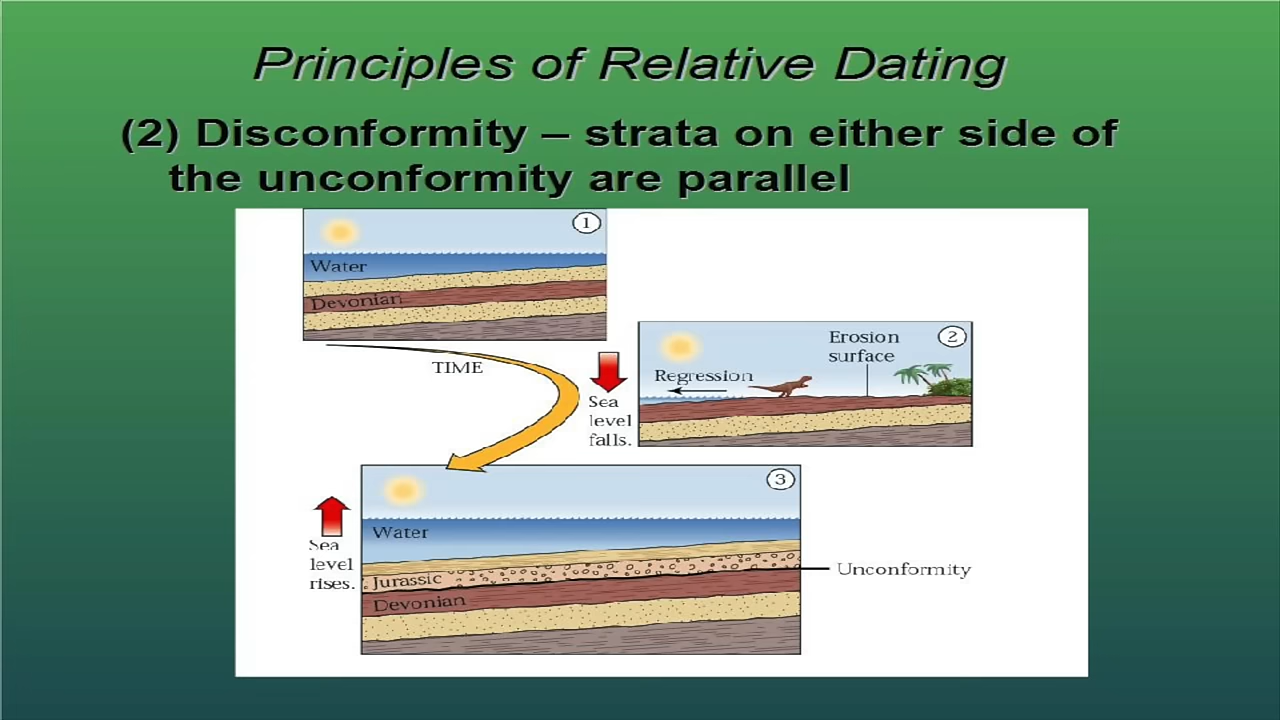 Principles of Relative Dating
(2) Disconformity – strata on either side of
the unconformity are parallel
1
Water
Devonian
TIME
Sea
level
falls.
2
Erosion
surface
Regression
3
Water
Sea
level
rises.
Jurassic
Devonian
Unconformity